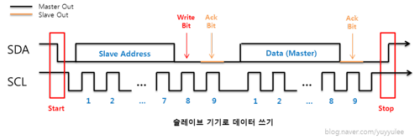 Master Out
Slave Out
Write Bit
Ack Bit
Ack Bit
SDA
Slave Address
Data (Master)
SCL
Start
1 2 ... 7 8 9 1 2 ... 8 9
Stop
슬레이브 기기로 데이터 쓰기
blog.naver.com/yuyyulee